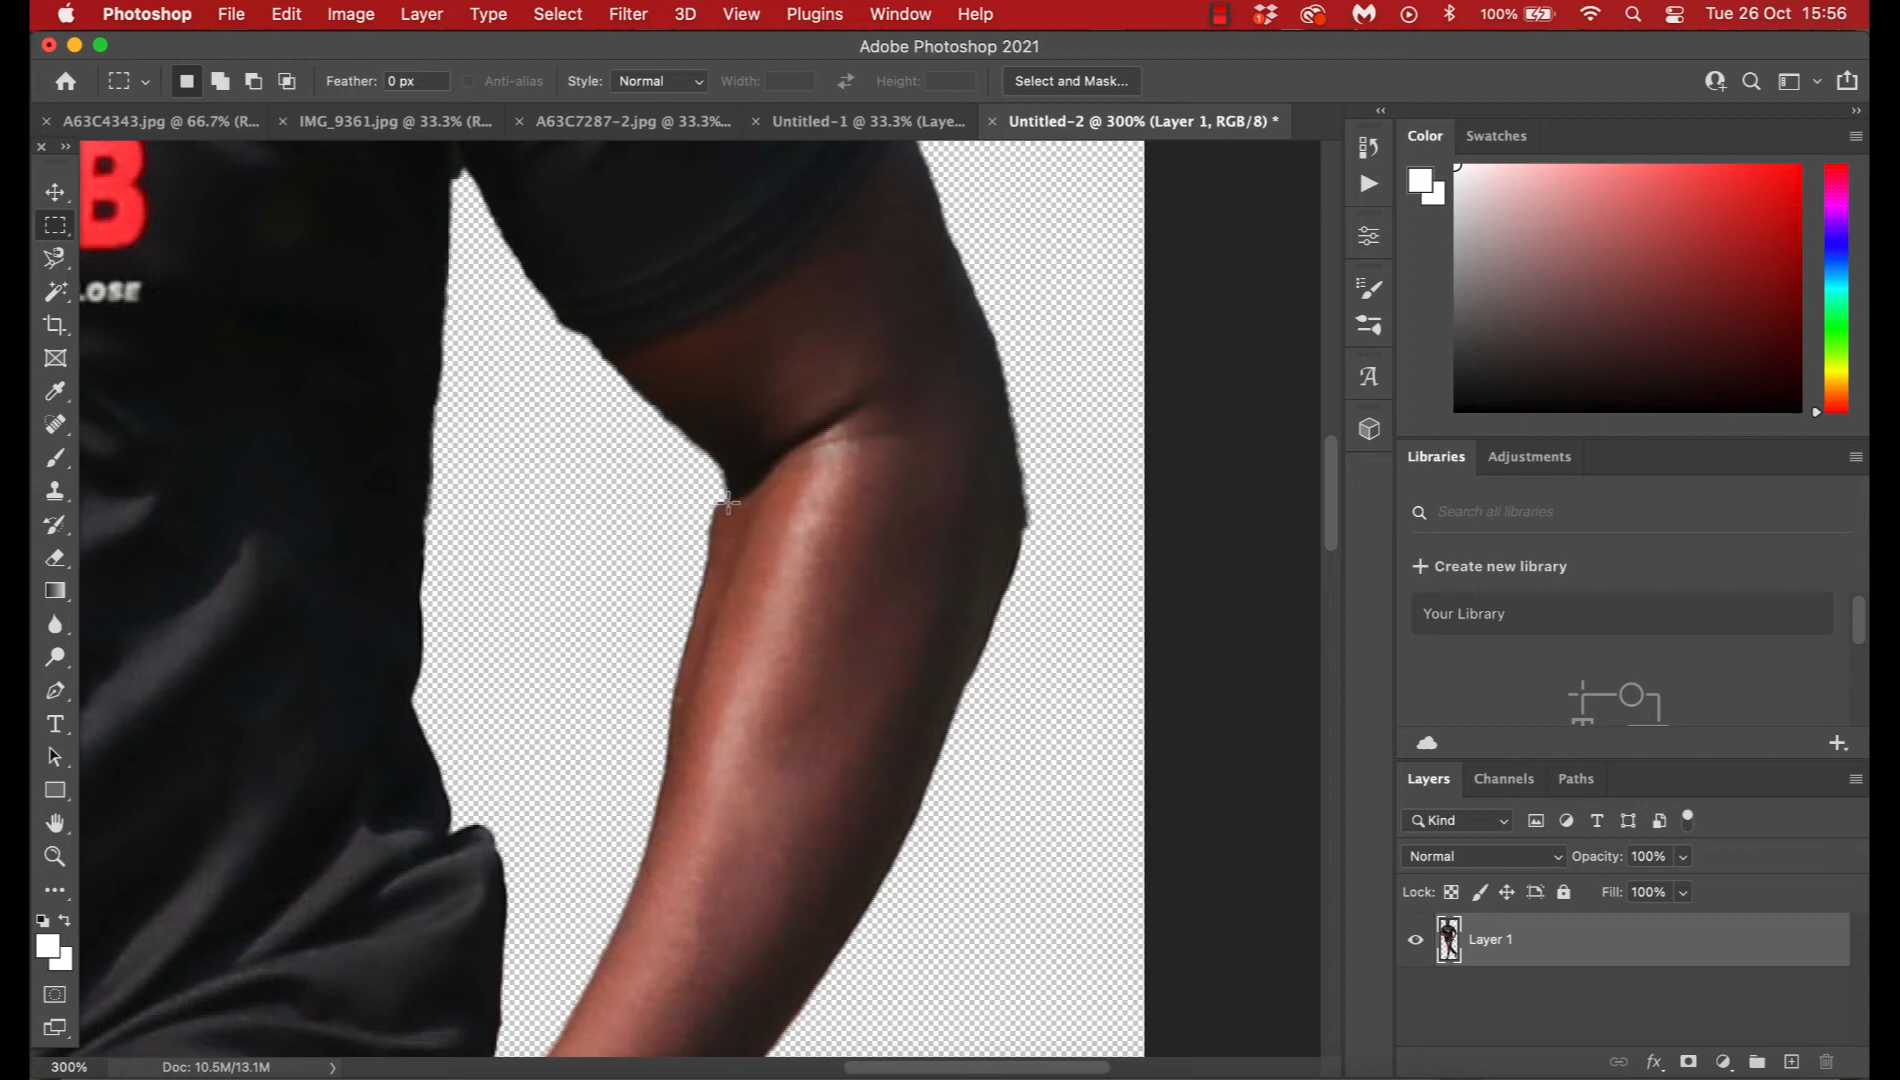 Photoshop File Edit Image Layer Type Select Filter 3D View Plugins Window Help 1 100% Tue 26 Oct 15:56
Adobe Photoshop 2021
Feather: 0 px Anti-alias Style: Normal Width: Height: Select and Mask...
A63C4343.jpg @ 66.7% (R... IMG_9361.jpg @ 33.3% (R... A63C7287-2.jpg @ 33.3%... Untitled-1 @ 33.3% (Laye... Untitled-2 @ 300% (Layer 1, RGB/8) *
Color Swatches
B
LOSE
Libraries Adjustments
Search all libraries
+ Create new library
Your Library
Layers Channels Paths
Kind
Normal Opacity: 100%
Lock: Fill: 100%
Layer 1
300% Doc: 10.5M/13.1M
fx